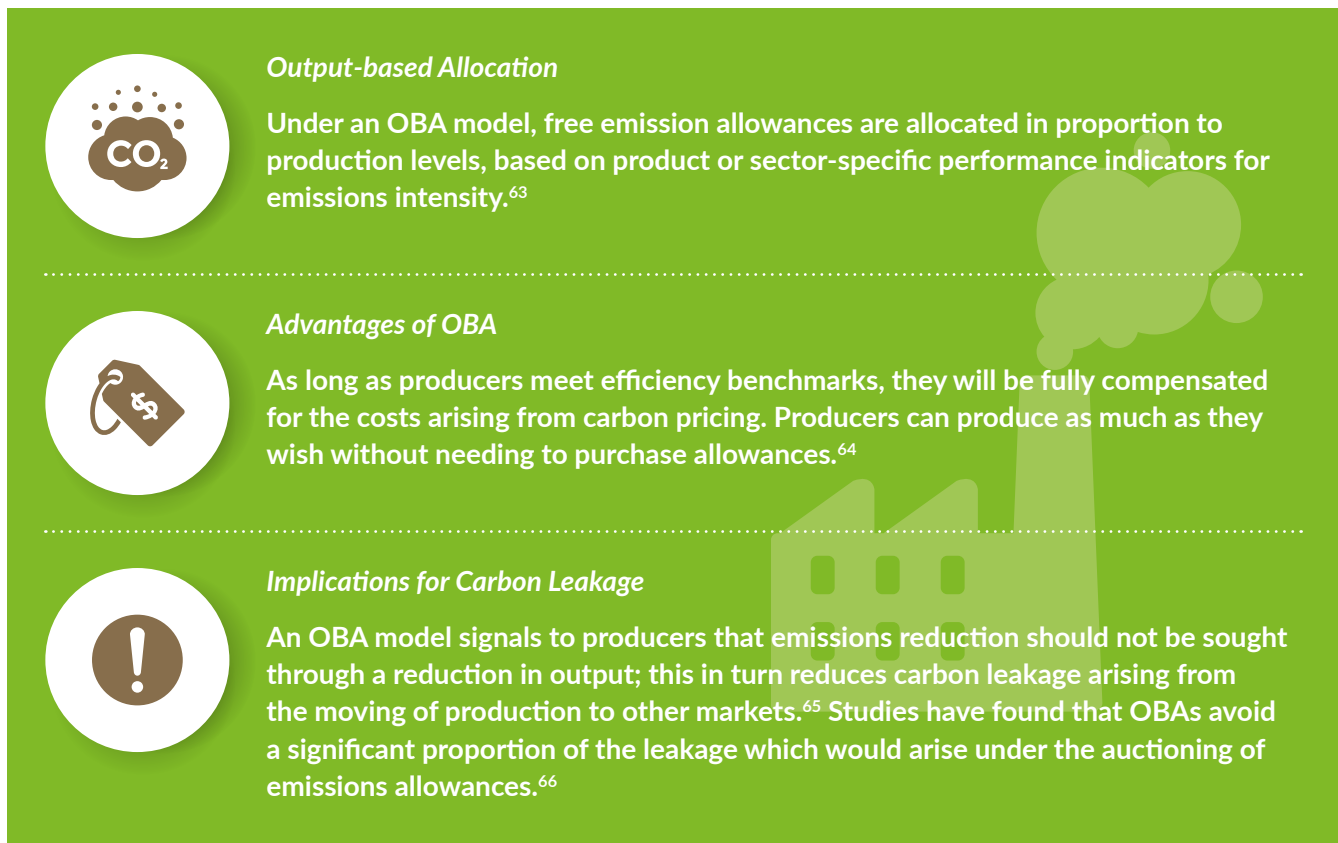 CO₂
Output-based Allocation
Under an OBA model, free emission allowances are allocated in proportion to
production levels, based on product or sector-specific performance indicators for
emissions intensity.⁶³
$
Advantages of OBA
As long as producers meet efficiency benchmarks, they will be fully compensated
for the costs arising from carbon pricing. Producers can produce as much as they
wish without needing to purchase allowances.⁶⁴
!
Implications for Carbon Leakage
An OBA model signals to producers that emissions reduction should not be sought
through a reduction in output; this in turn reduces carbon leakage arising from
the moving of production to other markets.⁶⁵ Studies have found that OBAs avoid
a significant proportion of the leakage which would arise under the auctioning of
emissions allowances.⁶⁶